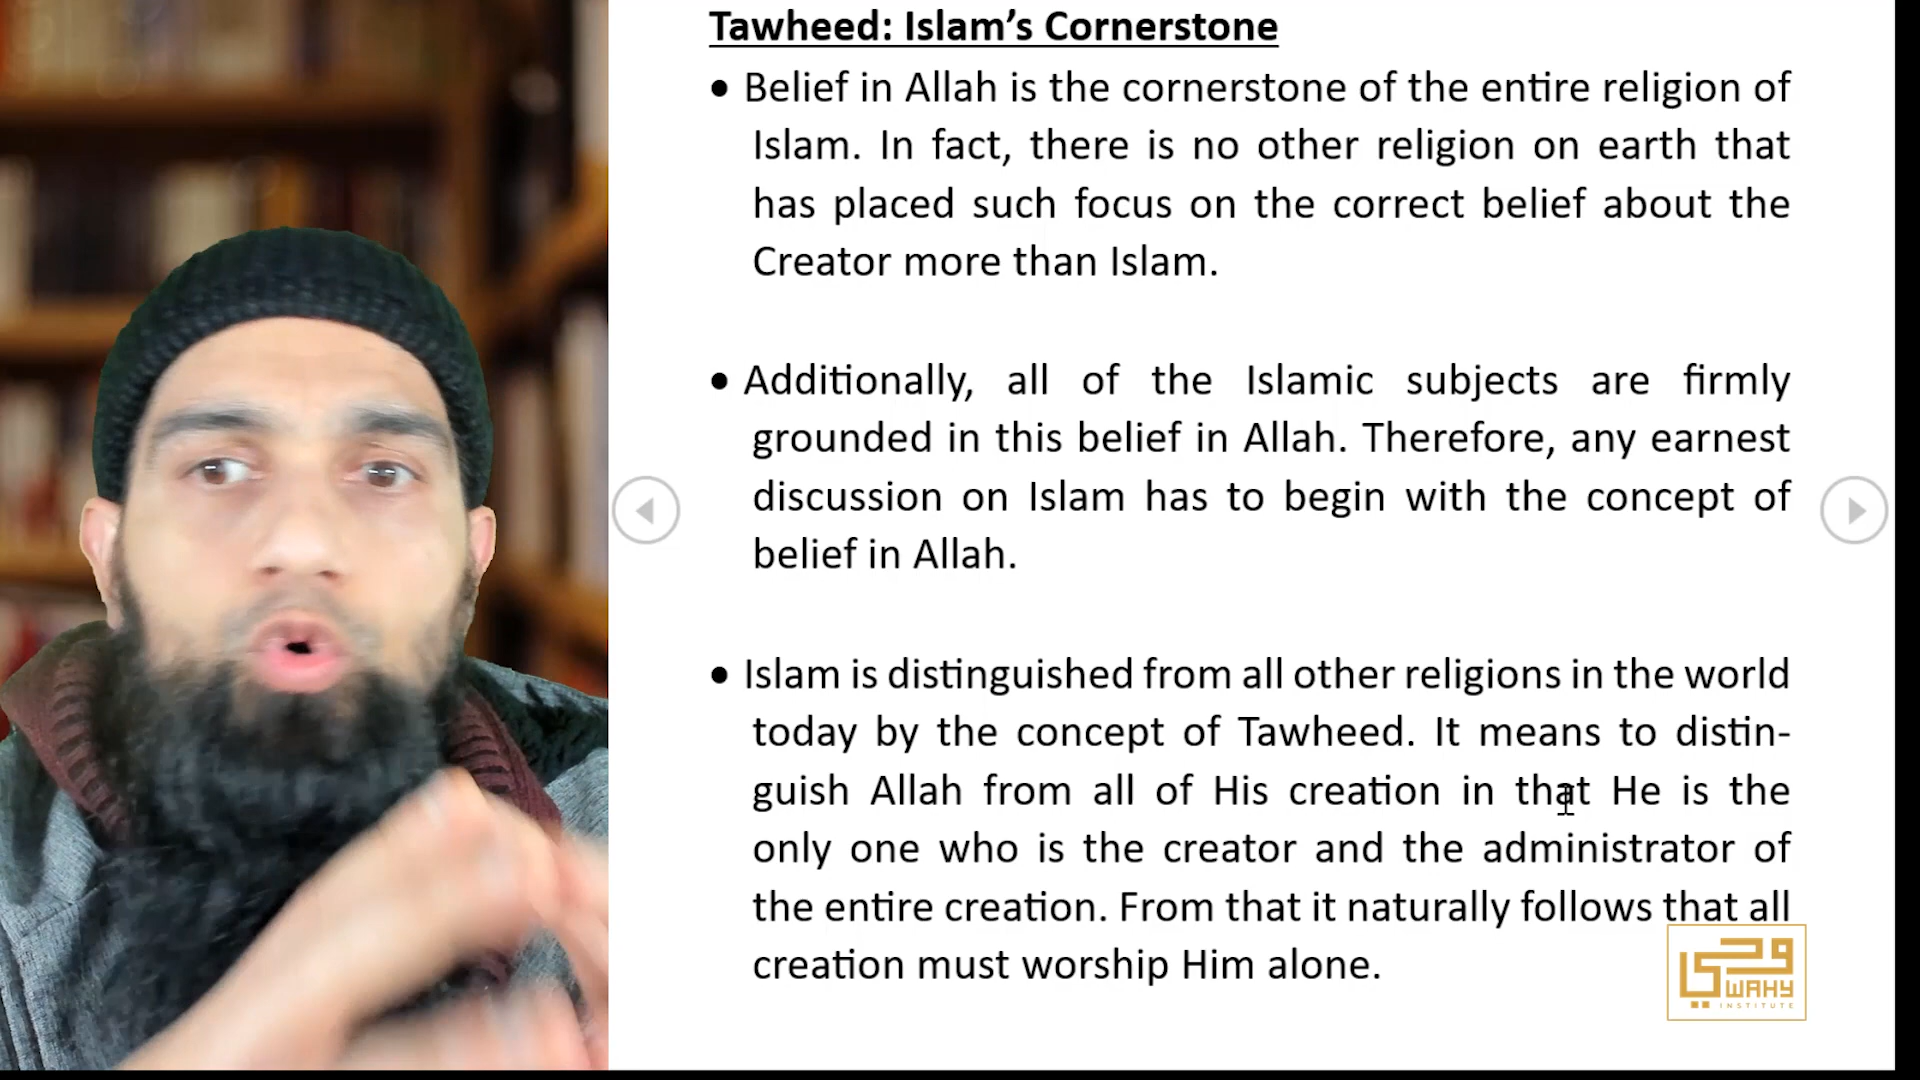 Tawheed: Islam’s Cornerstone
• Belief in Allah is the cornerstone of the entire religion of
Islam. In fact, there is no other religion on earth that
has placed such focus on the correct belief about the
Creator more than Islam.
• Additionally, all of the Islamic subjects are firmly
grounded in this belief in Allah. Therefore, any earnest
discussion on Islam has to begin with the concept of
belief in Allah.
• Islam is distinguished from all other religions in the world
today by the concept of Tawheed. It means to distin-
guish Allah from all of His creation in that He is the
only one who is the creator and the administrator of
the entire creation. From that it naturally follows that all
creation must worship Him alone.
وحي
WAHY
INSTITUTE